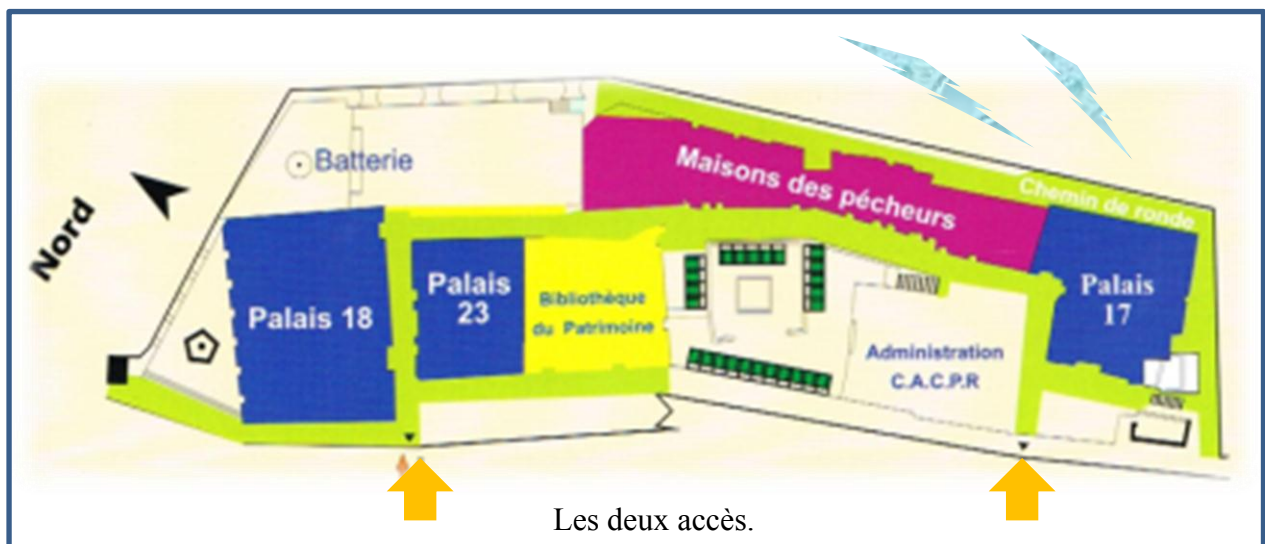 Nord
Batterie
Maisons des pécheurs
Chemin de ronde
Palais 18
Palais
23
Bibliothèque
du Patrimoine
Administration
C.A.C.P.R
Palais
17
Les deux accès.